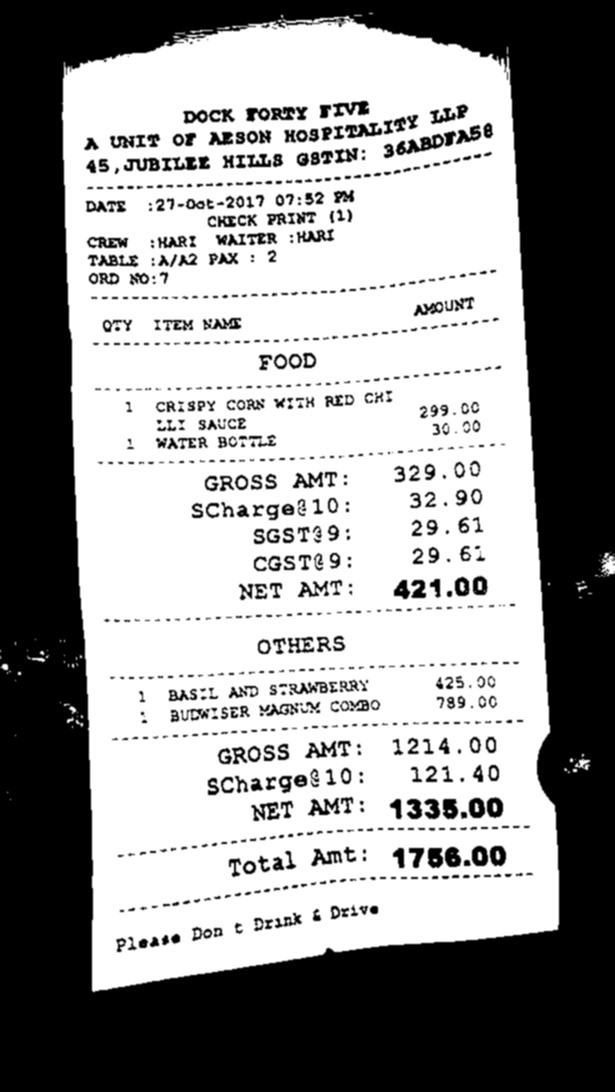 DOCK FORTY FIVE
A UNIT OF AESON HOSPITALITY LLP
45,JUBILEE HILLS GSTIN: 36ABDFA58
DATE :27-Oct-2017 07:52 PM
CHECK PRINT (1)
CREW :HARI WAITER :HARI
TABLE :A/A2 PAX : 2
ORD NO:7
QTY ITEM NAME AMOUNT
FOOD
1 CRISPY CORN WITH RED CHI
LLI SAUCE 299.00
1 WATER BOTTLE 30.00
GROSS AMT: 329.00
SCharge@10: 32.90
SGST@9: 29.61
CGST@9: 29.61
NET AMT: 421.00
OTHERS
1 BASIL AND STRAWBERRY 425.00
1 BUDWISER MAGNUM COMBO 789.00
GROSS AMT: 1214.00
SCharge@10: 121.40
NET AMT: 1335.00
Total Amt: 1756.00
Please Don t Drink & Drive